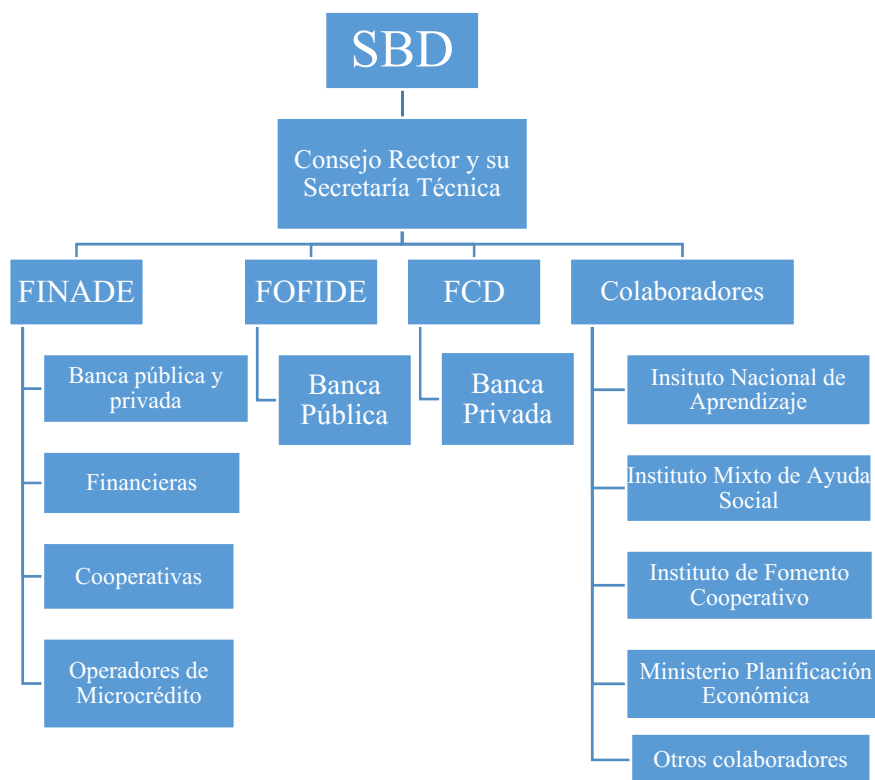 SBD
Consejo Rector y su
Secretaría Técnica
FINADE
FOFIDE
FCD
Colaboradores
Banca pública y
privada
Financieras
Cooperativas
Operadores de
Microcrédito
Banca
Pública
Banca
Privada
Insituto Nacional de
Aprendizaje
Instituto Mixto de Ayuda
Social
Instituto de Fomento
Cooperativo
Ministerio Planificación
Económica
Otros colaboradores